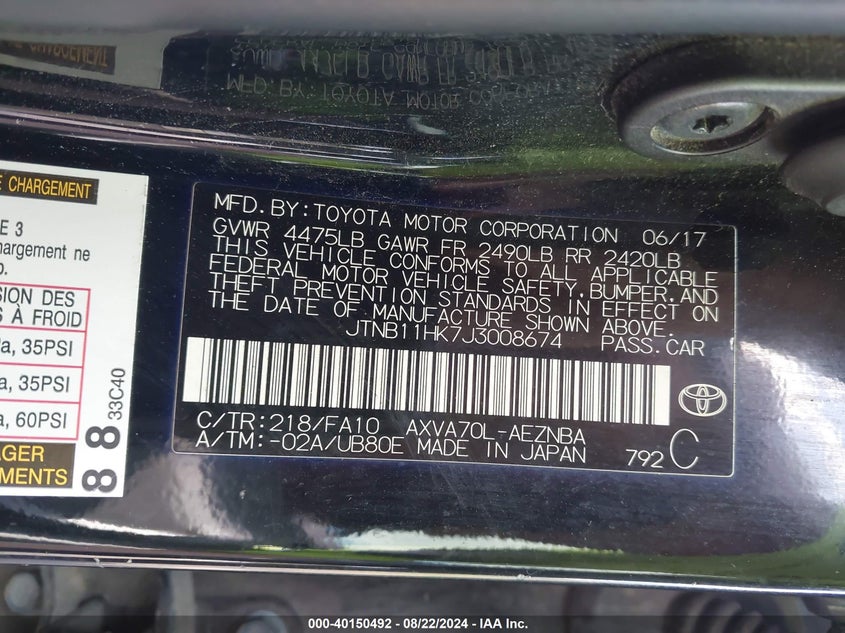 E CHARGEMENT
E 3
chargement ne
SION DES
S À FROID
a, 35PSI
a, 35PSI
a, 60PSI
AGER
EMENTS
8 8 33C40
MFD.BY:TOYOTA MOTOR CORPORATION 06/17
GVWR 4475LB GAWR FR 2490LB RR 2420LB
THIS VEHICLE CONFORMS TO ALL APPLICABLE
FEDERAL MOTOR VEHICLE SAFETY,BUMPER,AND
THEFT PREVENTION STANDARDS IN EFFECT ON
THE DATE OF MANUFACTURE SHOWN ABOVE.
JTNB11HK7J3008674 PASS.CAR
C/TR:218/FA10 AXVA70L-AEZNBA
A/TM:-02A/UB80E MADE IN JAPAN 792 C
000-40150492 - 08/22/2024 - IAA Inc.